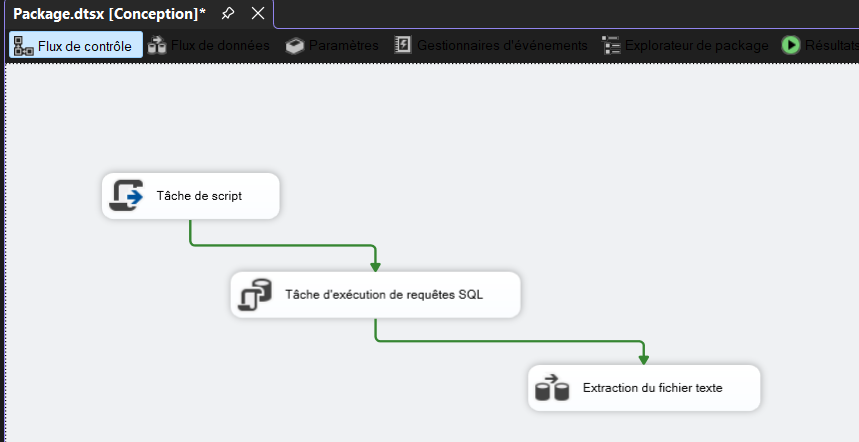 Package.dtsx [Conception]*
Flux de contrôle Flux de données Paramètres Gestionnaires d'événements Explorateur de package Résultats
Tâche de script
Tâche d'exécution de requêtes SQL
Extraction du fichier texte